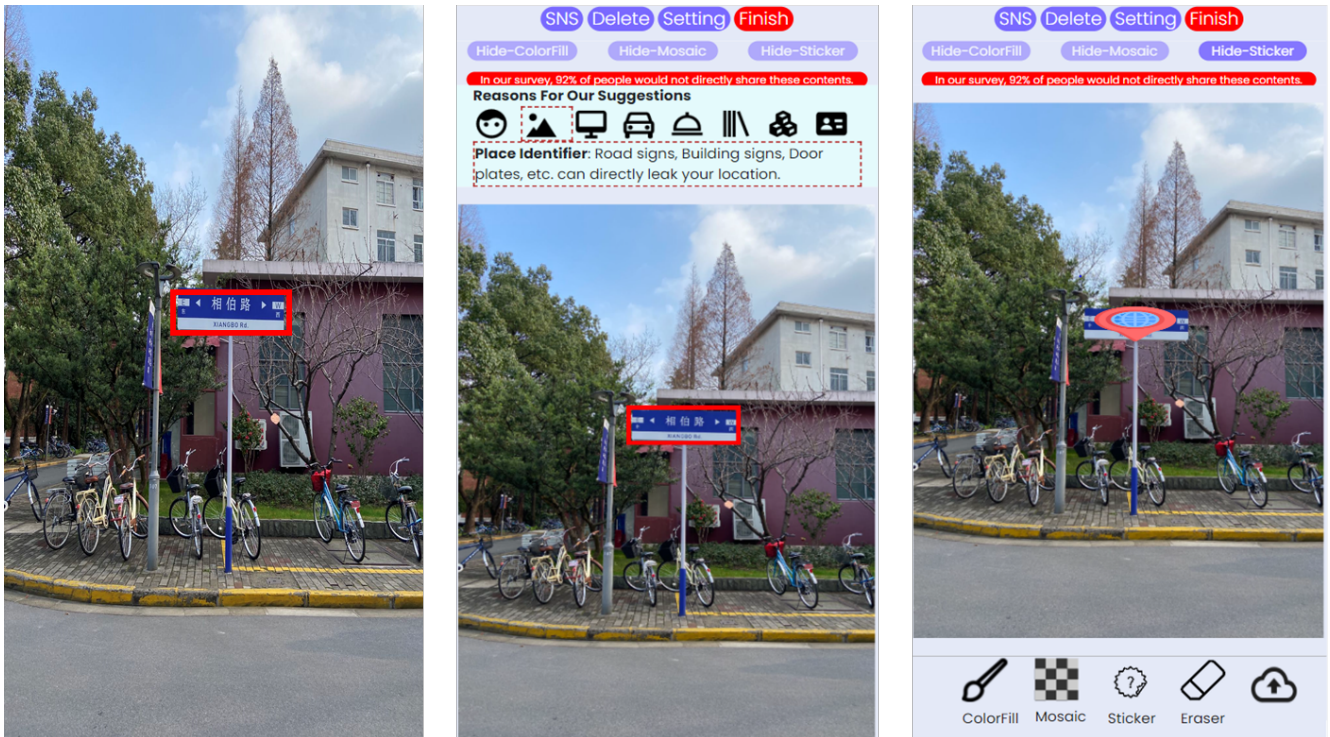 相伯路
XIANGBO Rd.
SNS Delete Setting Finish
Hide-ColorFill Hide-Mosaic Hide-Sticker
In our survey, 92% of people would not directly share these contents.
Reasons For Our Suggestions
Place Identifier: Road signs, Building signs, Door
plates, etc. can directly leak your location.
相伯路
XIANGBO Rd.
SNS Delete Setting Finish
Hide-ColorFill Hide-Mosaic Hide-Sticker
In our survey, 92% of people would not directly share these contents.
?
ColorFill Mosaic Sticker Eraser